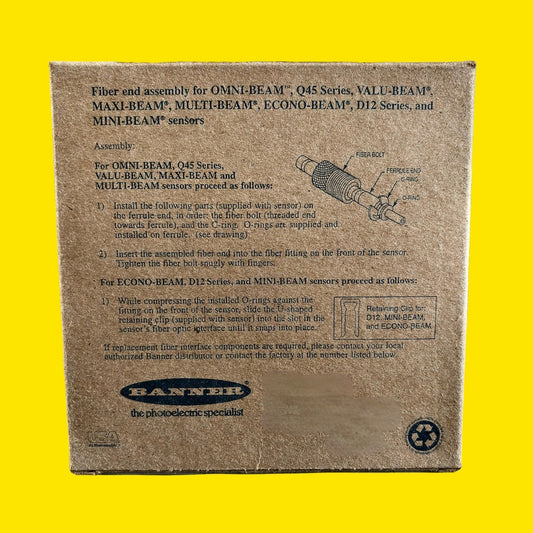 Fiber end assembly for OMNI-BEAM™, Q45 Series, VALU-BEAM®,
MAXI-BEAM®, MULTI-BEAM®, ECONO-BEAM®, D12 Series, and
MINI-BEAM® sensors
Assembly:
For OMNI-BEAM, Q45 Series,
VALU-BEAM, MAXI-BEAM and
MULTI-BEAM sensors proceed as follows:
FIBER BOLT
FERRULE END
O-RING
O-RING
1) Install the following parts (supplied with sensor) on
the ferrule end, in order: the fiber bolt (threaded end
towards ferrule), and the O-ring. O-rings are supplied and
installed on ferrule. (see drawing).
2) Insert the assembled fiber end into the fiber fitting on the front of the sensor.
Tighten the fiber bolt snugly with fingers.
For ECONO-BEAM, D12 Series, and MINI-BEAM sensors proceed as follows:
1) While compressing the installed O-rings against the
fitting on the front of the sensor, slide the U-shaped
retaining clip (supplied with sensor) into the slot in the
sensor's fiber optic interface until it snaps into place.
Retaining Clip for:
D12, MINI-BEAM,
and ECONO-BEAM
If replacement fiber interface components are required, please contact your local
authorized Banner distributor or contact the factory at the number listed below.
BANNER
the photoelectric specialist